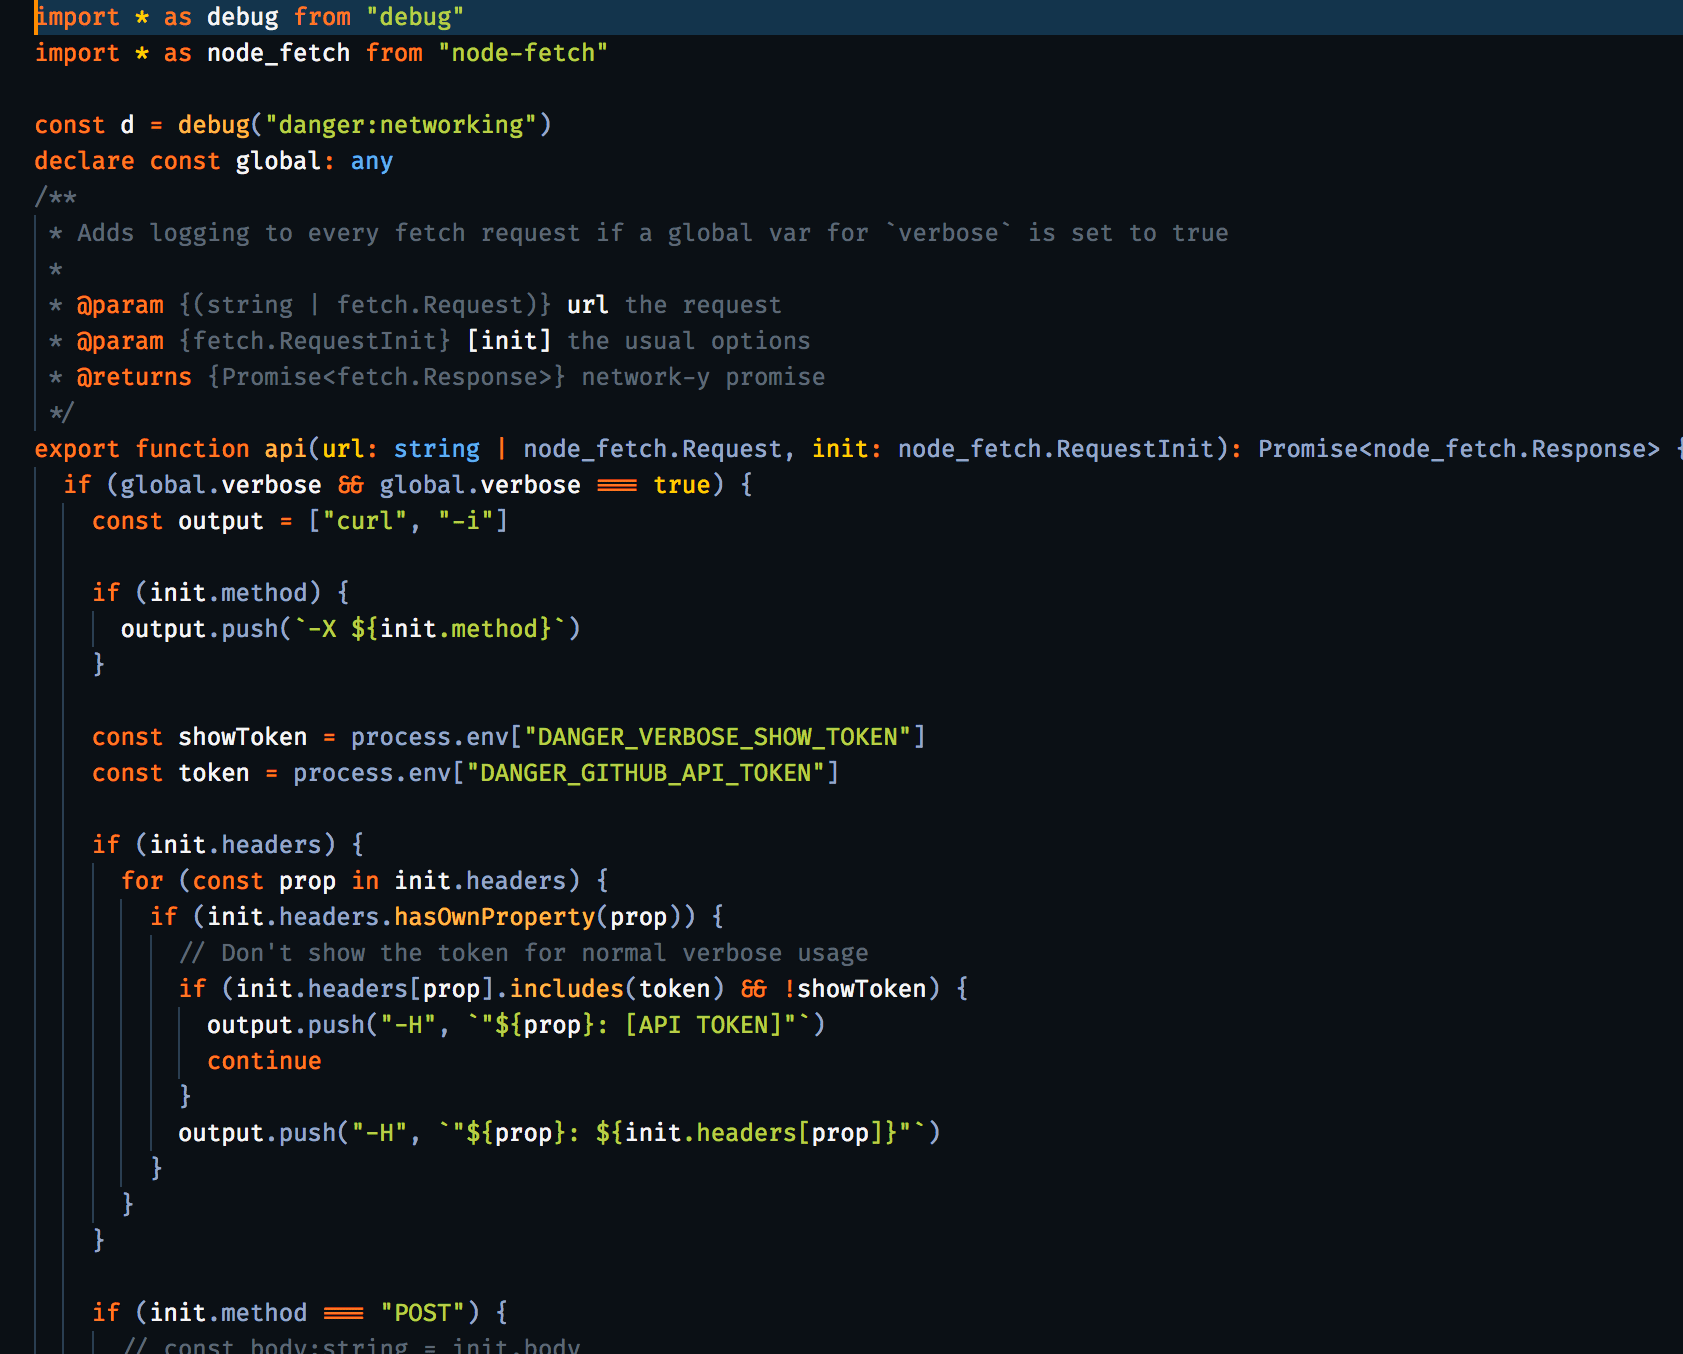 import * as debug from "debug"
import * as node_fetch from "node-fetch"

const d = debug("danger:networking")
declare const global: any
/**
 * Adds logging to every fetch request if a global var for `verbose` is set to true
 *
 * @param {(string | fetch.Request)} url the request
 * @param {fetch.RequestInit} [init] the usual options
 * @returns {Promise<fetch.Response>} network-y promise
 */
export function api(url: string | node_fetch.Request, init: node_fetch.RequestInit): Promise<node_fetch.Response> {
  if (global.verbose && global.verbose === true) {
    const output = ["curl", "-i"]

    if (init.method) {
      output.push(`-X ${init.method}`)
    }

    const showToken = process.env["DANGER_VERBOSE_SHOW_TOKEN"]
    const token = process.env["DANGER_GITHUB_API_TOKEN"]

    if (init.headers) {
      for (const prop in init.headers) {
        if (init.headers.hasOwnProperty(prop)) {
          // Don't show the token for normal verbose usage
          if (init.headers[prop].includes(token) && !showToken) {
            output.push("-H", `"${prop}: [API TOKEN]"`)
            continue
          }
          output.push("-H", `"${prop}: ${init.headers[prop]}"`)
        }
      }
    }

    if (init.method === "POST") {
      // const body:string = init.body